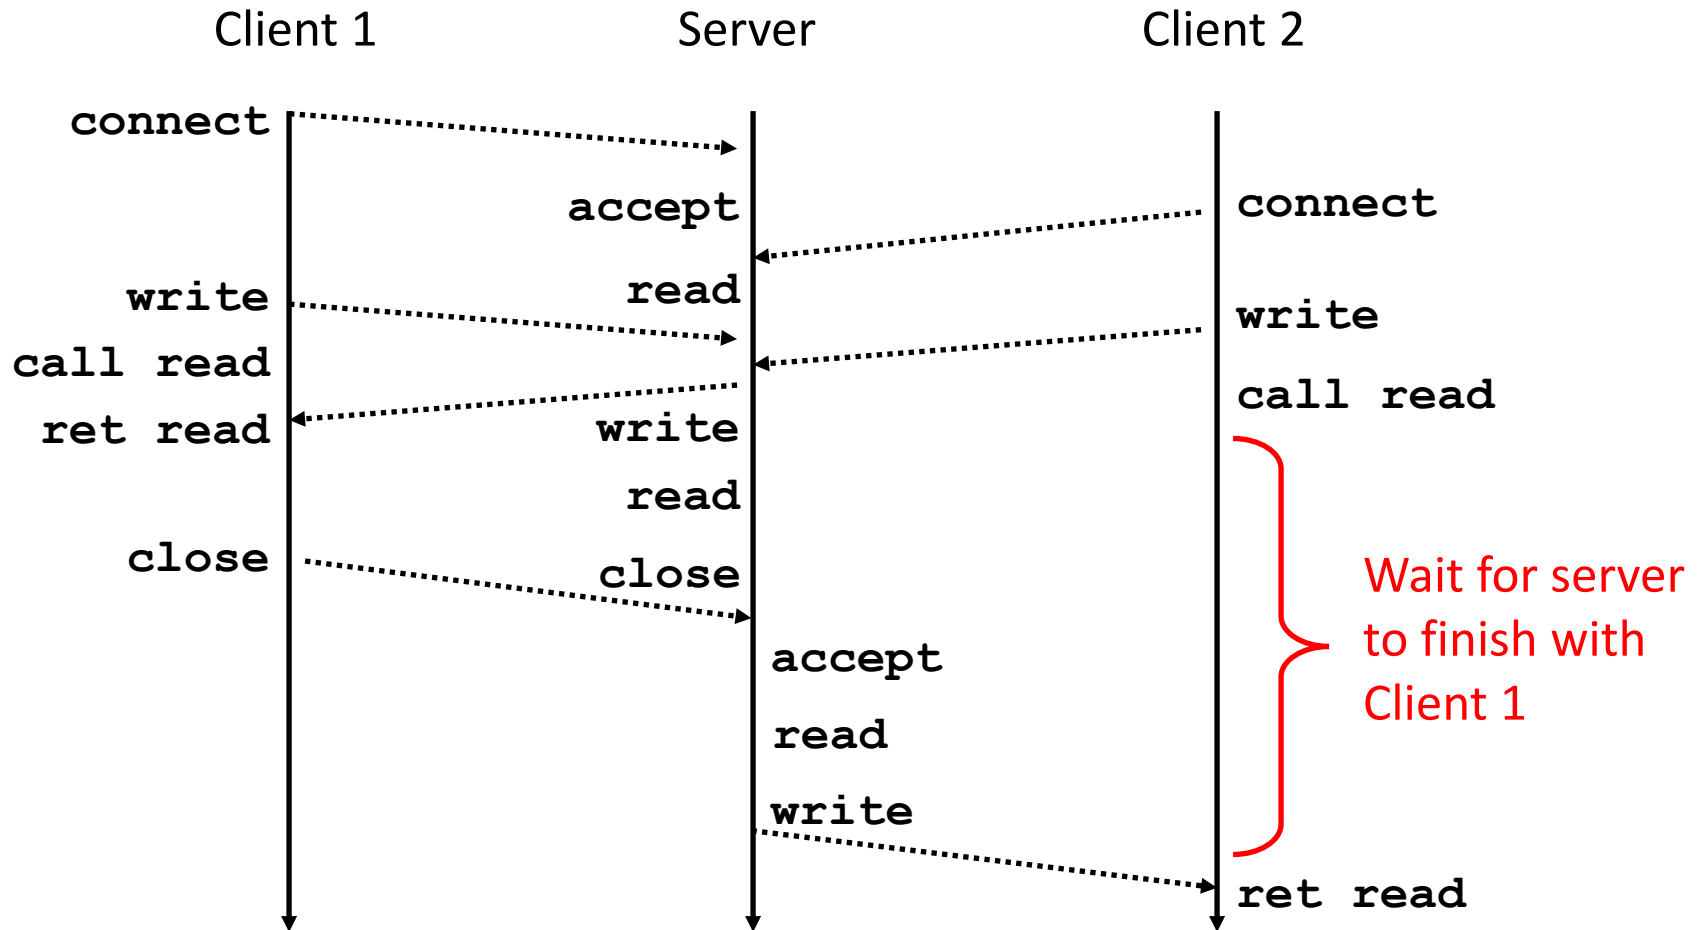 Client 1
Server
Client 2
connect
accept
connect
write
read
write
call read
call read
ret read
write
read
close
close
Wait for server
to finish with
Client 1
accept
read
write
ret read